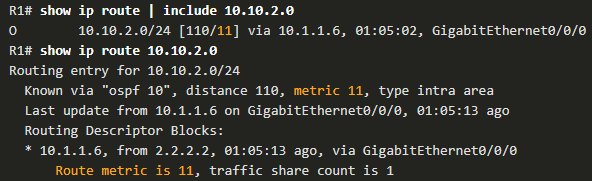 R1# show ip route | include 10.10.2.0
O        10.10.2.0/24 [110/11] via 10.1.1.6, 01:05:02, GigabitEthernet0/0/0
R1# show ip route 10.10.2.0
Routing entry for 10.10.2.0/24
  Known via "ospf 10", distance 110, metric 11, type intra area
  Last update from 10.1.1.6 on GigabitEthernet0/0/0, 01:05:13 ago
  Routing Descriptor Blocks:
  * 10.1.1.6, from 2.2.2.2, 01:05:13 ago, via GigabitEthernet0/0/0
      Route metric is 11, traffic share count is 1